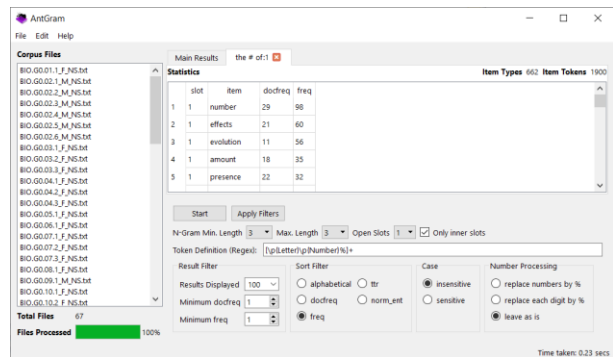 AntGram
File Edit Help
Corpus Files
BIO.G0.01.1_F_NS.txt
BIO.G0.02.1_M_NS.txt
BIO.G0.02.2_M_NS.txt
BIO.G0.02.3_M_NS.txt
BIO.G0.02.4_M_NS.txt
BIO.G0.02.5_M_NS.txt
BIO.G0.02.6_M_NS.txt
BIO.G0.03.1_F_NS.txt
BIO.G0.03.2_F_NS.txt
BIO.G0.03.3_F_NS.txt
BIO.G0.04.1_F_NS.txt
BIO.G0.04.2_F_NS.txt
BIO.G0.04.3_F_NS.txt
BIO.G0.05.1_F_NS.txt
BIO.G0.06.1_F_NS.txt
BIO.G0.07.1_F_NS.txt
BIO.G0.07.2_F_NS.txt
BIO.G0.07.3_F_NS.txt
BIO.G0.08.1_F_NS.txt
BIO.G0.09.1_M_NS.txt
BIO.G0.10.1_F_NS.txt
BIO.G0.10.2_F_NS.txt
Total Files 67
Files Processed 100%
Main Results the # of:1
Statistics Item Types 662 Item Tokens 1900
slot item docfreq freq
1 1 number 29 98
2 1 effects 21 60
3 1 evolution 11 56
4 1 amount 18 35
5 1 presence 22 32
Start Apply Filters
N-Gram Min. Length 3 Max. Length 3 Open Slots 1 Only inner slots
Token Definition (Regex): [\p{Letter}\p{Number}%]+
Result Filter Sort Filter Case Number Processing
Results Displayed 100 alphabetical ttr insensitive replace numbers by %
Minimum docfreq 1 docfreq norm_ent sensitive replace each digit by %
Minimum freq 1 freq leave as is
Time taken: 0.23 secs